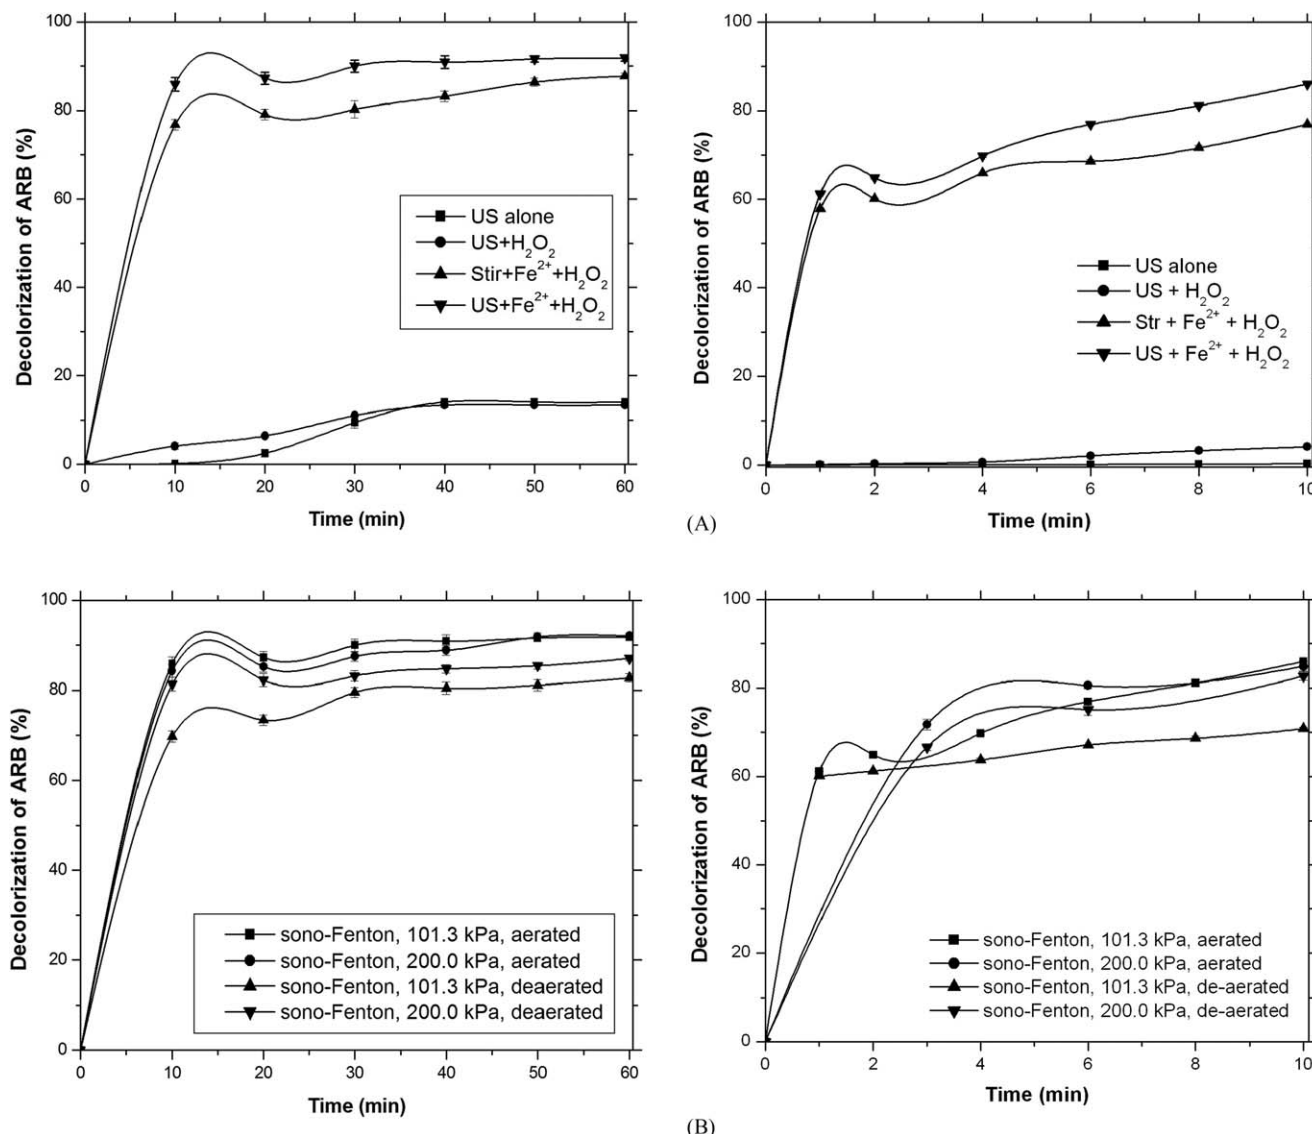 100
80
60
40
20
0
Decolorization of ARB (%)
US alone
US+H₂O₂
Stir+Fe²⁺+H₂O₂
US+Fe²⁺+H₂O₂
0 10 20 30 40 50 60
Time (min)
100
80
60
40
20
0
Decolorization of ARB (%)
US alone
US + H₂O₂
Str + Fe²⁺ + H₂O₂
US + Fe²⁺ + H₂O₂
0 2 4 6 8 10
Time (min)
(A)
100
80
60
40
20
0
Decolorization of ARB (%)
sono-Fenton, 101.3 kPa, aerated
sono-Fenton, 200.0 kPa, aerated
sono-Fenton, 101.3 kPa, deaerated
sono-Fenton, 200.0 kPa, deaerated
0 10 20 30 40 50 60
Time (min)
100
80
60
40
20
0
Decolorization of ARB (%)
sono-Fenton, 101.3 kPa, aerated
sono-Fenton, 200.0 kPa, aerated
sono-Fenton, 101.3 kPa, de-aerated
sono-Fenton, 200.0 kPa, de-aerated
0 2 3 4 6 8 10
Time (min)
(B)